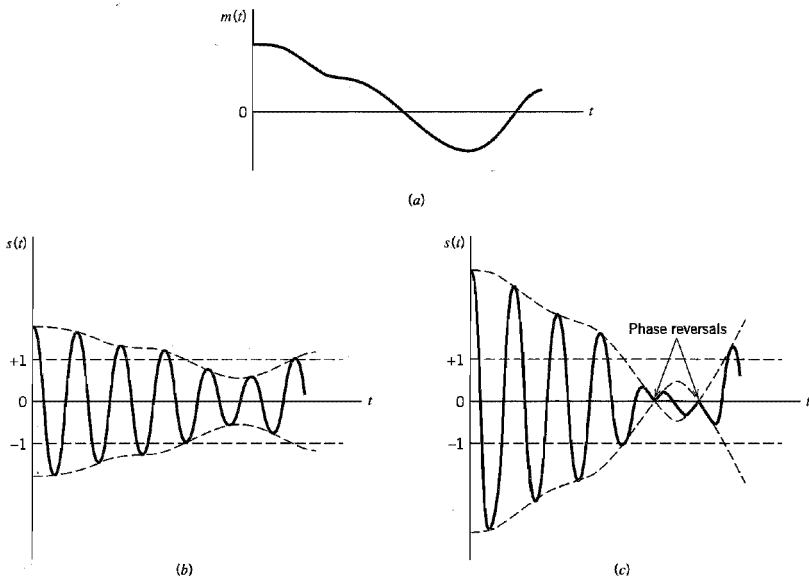 m(t)
0
t
(a)
s(t)
+1
0
−1
t
(b)
s(t)
Phase reversals
+1
0
−1
t
(c)